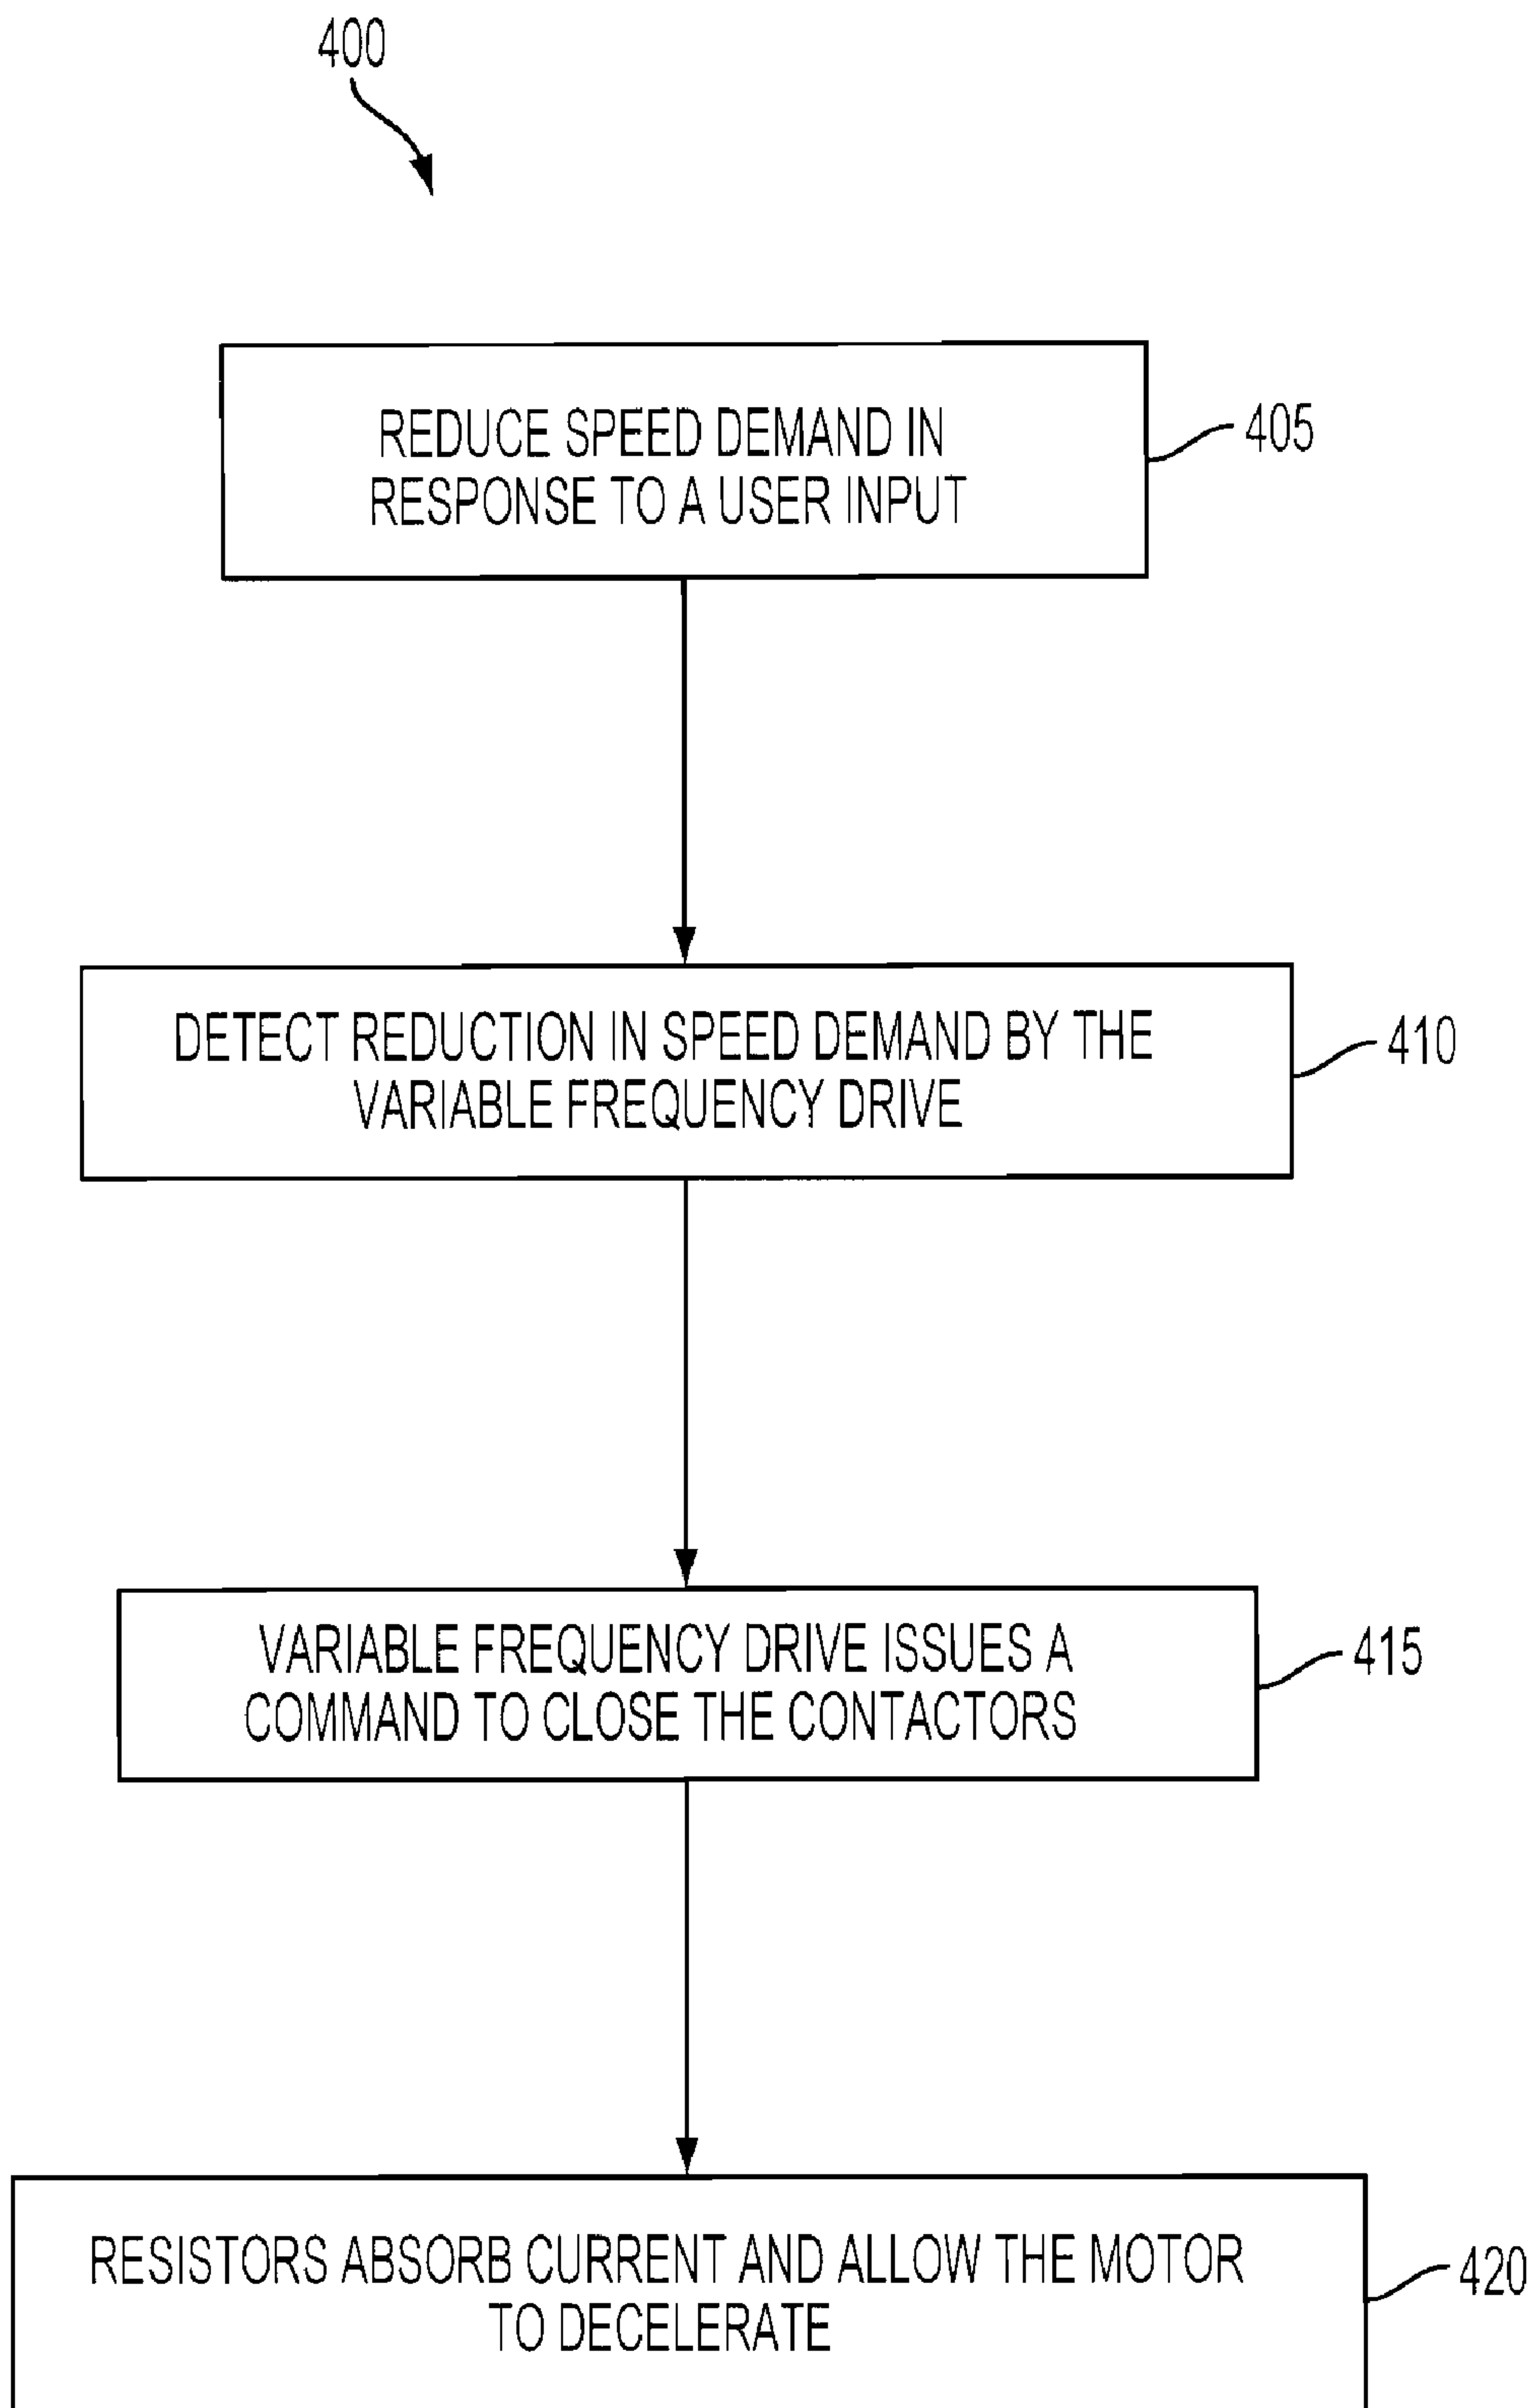 400
REDUCE SPEED DEMAND IN
RESPONSE TO A USER INPUT
405
DETECT REDUCTION IN SPEED DEMAND BY THE
VARIABLE FREQUENCY DRIVE
410
VARIABLE FREQUENCY DRIVE ISSUES A
COMMAND TO CLOSE THE CONTACTORS
415
RESISTORS ABSORB CURRENT AND ALLOW THE MOTOR
TO DECELERATE
420